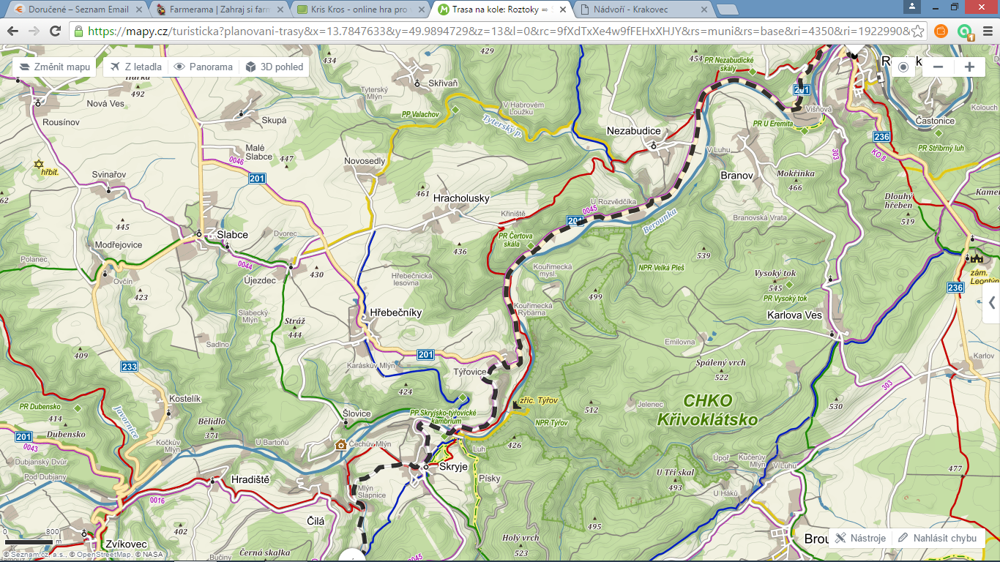 Doručené – Seznam Email
Farmerama | Zahraj si farm
Kris Kros - online hra pro
Trasa na kole: Roztoky
Nádvoří - Krakovec
https://mapy.cz/turisticka?planovani-trasy&x=13.7847633&y=49.9894729&z=13&l=0&rc=9fXdTxXe4w9fFEHxXHJY&rs=muni&rs=base&ri=4350&ri=1922990&
1
Změnit mapu
Z letadla
Panorama
3D pohled
434
429
454
PR Nezabudické
skály
492
Nová Ves
Rousínov
Skupá
Skřivaň
Tyterský
Mlýn
PP Valachov
V Habrovém
Loužku
Tyterský p.
201
Višňová
PR U Eremita
Nezabudice
Častonice
Kolouch
236
PR Stříbrný luh
KO 8
303
Malé
Slabce
447
0046
201
hřbit.
Svinařov
Novosedly
V Luhu
Branov
Mokřinka
466
461
Hracholusky
U Rozvědčíka
0045
201
Berounka
Křiniště
Branovská Vrata
Dlouhý
hřeben
519
445
Modřejovice
Slabce
Dvorec
PR Čertova
skála
436
Polanec
Ovčín
423
0044
Újezdec
430
Hřebečnická
lesovna
Kouřimecká
mysl.
NPR Velká Pleš
539
499
Vysoký tok
545
PR Vysoký tok
zám.
236
Slabecký
Mlýn
Stráž
444
Hřebečníky
Kouřimecká
Rybárna
Karlova Ves
Sadlno
409
233
Karáskův Mlýn
201
Týřovice
Emilovna
Spálený vrch
522
Karlov
303
424
Kostelík
PR Dubensko
414
Dubensko
Javornice
Bělidlo
371
Šlovice
PP Skryjsko-týrovické
kambrium
zříc. Týřov
NPR Týřov
512
Jelenec
CHKO
Křivoklátsko
530
201
0043
Kočkův
Mlýn
U Bartoňů
Čechův Mlýn
Luh
426
Dubjanský Dvůr
Pod Dubjany
Hradiště
0016
Mlýn
Slapnice
Skryje
Písky
U Tří skal
493
Úpoř
Kučerův
Mlýn
V Luhu
477
U Háků
Čilá
402
Zvíkovec
Černá skalka
Bučiny
0045
Holý vrch
523
495
0
800
m
Nástroje
Nahlásit chybu
© Seznam.cz, a.s., © OpenStreetMap, © NASA